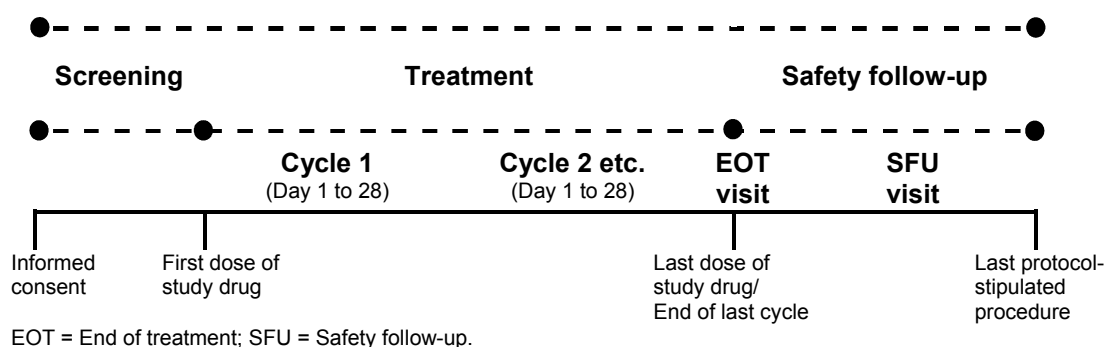 Screening Treatment Safety follow-up
Cycle 1 Cycle 2 etc. EOT SFU
(Day 1 to 28) (Day 1 to 28) visit visit
Informed First dose of Last dose of Last protocol-
consent study drug study drug/ stipulated
End of last cycle procedure
EOT = End of treatment; SFU = Safety follow-up.